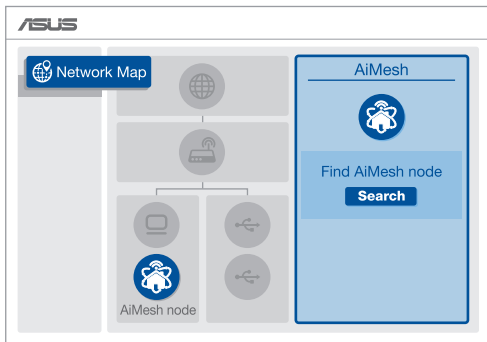 ASUS
Network Map
AiMesh
Find AiMesh node
Search
AiMesh node